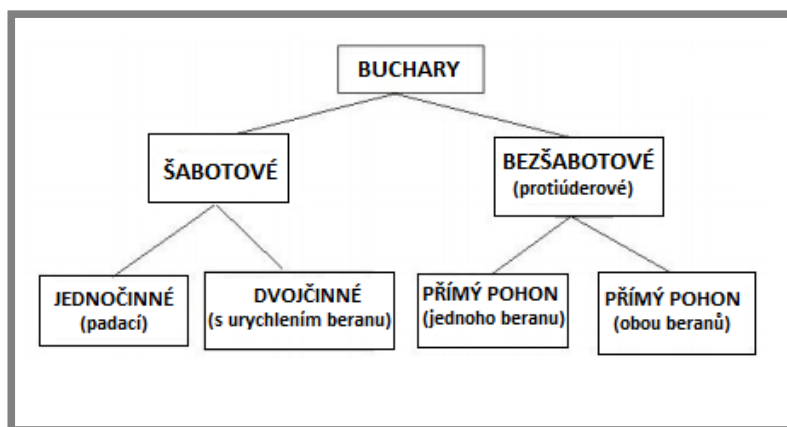 BUCHARY
ŠABOTOVÉ
BEZŠABOTOVÉ
(protiúderové)
JEDNOČINNÉ
(padací)
DVOJČINNÉ
(s urychlením beranu)
PŘÍMÝ POHON
(jednoho beranu)
PŘÍMÝ POHON
(obou beranů)